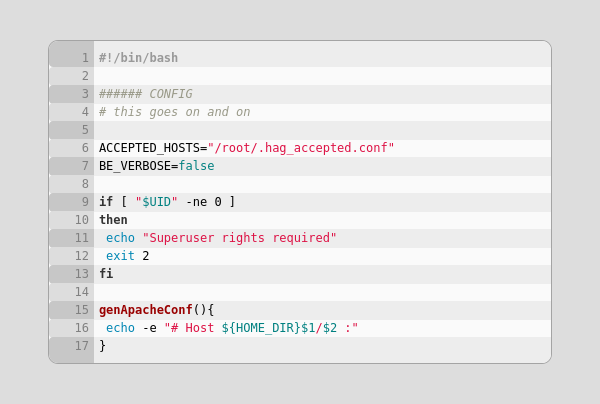 1 #!/bin/bash
2
3 ###### CONFIG
4 # this goes on and on
5
6 ACCEPTED_HOSTS="/root/.hag_accepted.conf"
7 BE_VERBOSE=false
8
9 if [ "$UID" -ne 0 ]
10 then
11  echo "Superuser rights required"
12  exit 2
13 fi
14
15 genApacheConf(){
16  echo -e "# Host ${HOME_DIR}$1/$2 :"
17 }